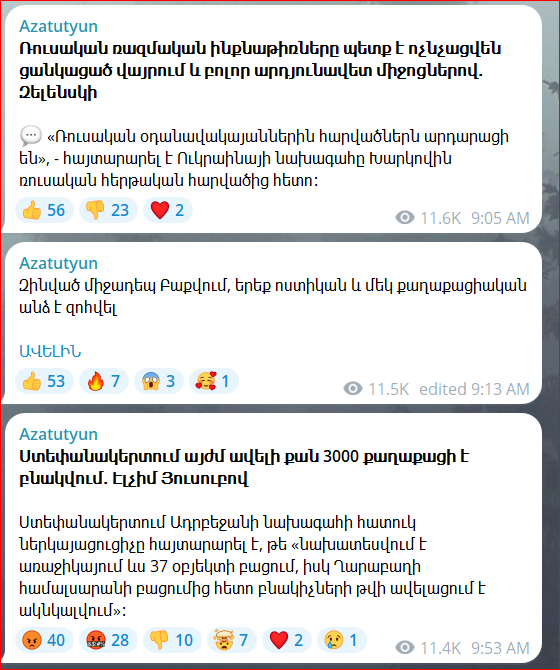 Azatutyun
Ռուսական ռազմական ինքնաթիռները պետք է ոչնչացվեն
ցանկացած վայրում և բոլոր արդյունավետ միջոցներով.
Զելենսկի
💬 «Ռուսական օդանավակայաններին հարվածներն արդարացի
են», - հայտարարել է Ուկրաինայի նախագահը Խարկովին
ռուսական հերթական հարվածից հետո:
👍 56 👎 23 ❤️ 2
11.6K 9:05 AM
Azatutyun
Զինված միջադեպ Բաքվում, երեք ոստիկան և մեկ քաղաքացիական
անձ է զոհվել
ԱՎԵԼԻՆ
👍 53 🔥 7 😱 3 🥰 1
11.5K edited 9:13 AM
Azatutyun
Ստեփանակերտում այժմ ավելի քան 3000 քաղաքացի է
բնակվում. Էլչիմ Յուսուբով
Ստեփանակերտում Ադրբեջանի նախագահի հատուկ
ներկայացուցիչը հայտարարել է, թե «նախատեսվում է
առաջիկայում ևս 37 օբյեկտի բացում, իսկ Ղարաբաղի
համալսարանի բացումից հետո բնակիչների թվի ավելացում է
ակնկալվում»:
😡 40 🤬 28 👎 10 🤯 7 ❤️ 2 😢 1
11.4K 9:53 AM